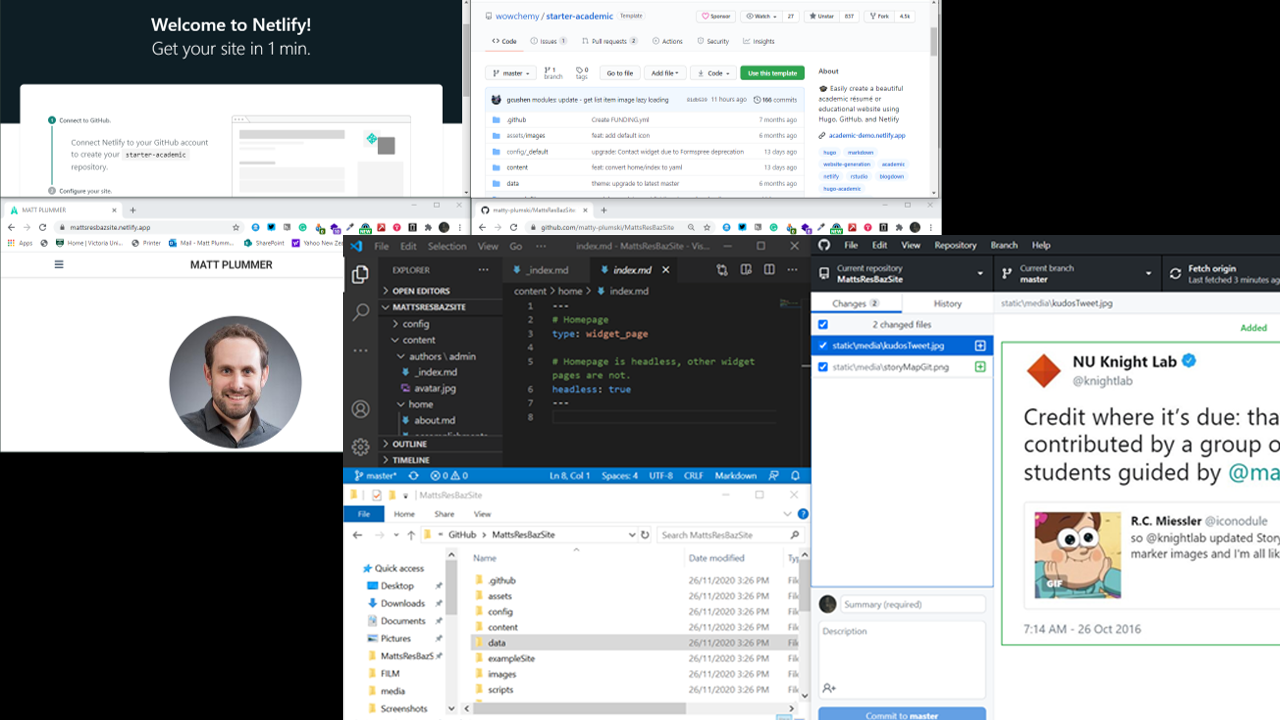 Welcome to Netlify!
Get your site in 1 min.
1 Connect to GitHub.
Connect Netlify to your GitHub account
to create your starter-academic
repository.
2 Configure your site.
wowchemy / starter-academic Template
Sponsor Watch 27 Unstar 837 Fork 4.5k
Code Issues 1 Pull requests 2 Actions Security Insights
master 1 branch 0 tags Go to file Add file Code Use this template
gcushen modules: update - get list item image lazy loading 11 hours ago 166 commits
.github Create FUNDING.yml 7 months ago
assets/images feat: add default icon 6 months ago
config/_default upgrade: Contact widget due to Formspree deprecation 13 days ago
content feat: convert home/index to yaml 13 days ago
data theme: upgrade to latest master 6 months ago
About
Easily create a beautiful
academic résumé or
educational website using
Hugo, GitHub, and Netlify
academic-demo.netlify.app
hugo markdown
website-generation academic
netlify rstudio blogdown
hugo-academic
MATT PLUMMER
mattsresbazsite.netlify.app
Apps Home | Victoria Uni... Printer Mail - Matt Plumm... SharePoint Yahoo New Zea
MATT PLUMMER
matty-plumski/MattsResBazSite
github.com/matty-plumski/MattsResBazSite
File Edit Selection View Go ··· index.md - MattsResBazSite - Vis...
EXPLORER
OPEN EDITORS
MATTSRESBAZSITE
config
content
authors \ admin
_index.md
avatar.jpg
home
about.md
OUTLINE
TIMELINE
_index.md index.md
content > home > index.md
1 ---
2 # Homepage
3 type: widget_page
4
5 # Homepage is headless, other widget
pages are not.
6 headless: true
7 ---
8
master* 0 0 Ln 8, Col 1 Spaces: 4 UTF-8 CRLF Markdown
MattsResBazSite
File Home Share View
GitHub > MattsResBazSite Search MattsResBazSite
Quick access
Desktop
Downloads
Documents
Pictures
MattsResBazS
FILM
media
Screenshots
Name Date modified Typ
.github 26/11/2020 3:26 PM File
assets 26/11/2020 3:26 PM File
config 26/11/2020 3:26 PM File
content 26/11/2020 3:26 PM File
data 26/11/2020 3:26 PM File
exampleSite 26/11/2020 3:26 PM File
images 26/11/2020 3:26 PM File
scripts 26/11/2020 3:26 PM File
File Edit View Repository Branch Help
Current repository
MattsResBazSite
Current branch
master
Fetch origin
Last fetched 3 minutes ag
Changes 2 History
2 changed files
static\media\kudosTweet.jpg
static\media\storyMapGit.png
Summary (required)
Description
Commit to master
static\media\kudosTweet.jpg
Added
NU Knight Lab
@knightlab
Credit where it's due: tha
contributed by a group o
students guided by @ma
R.C. Miessler @iconodule
so @knightlab updated Story
marker images and I'm all lik
GIF
7:14 AM - 26 Oct 2016